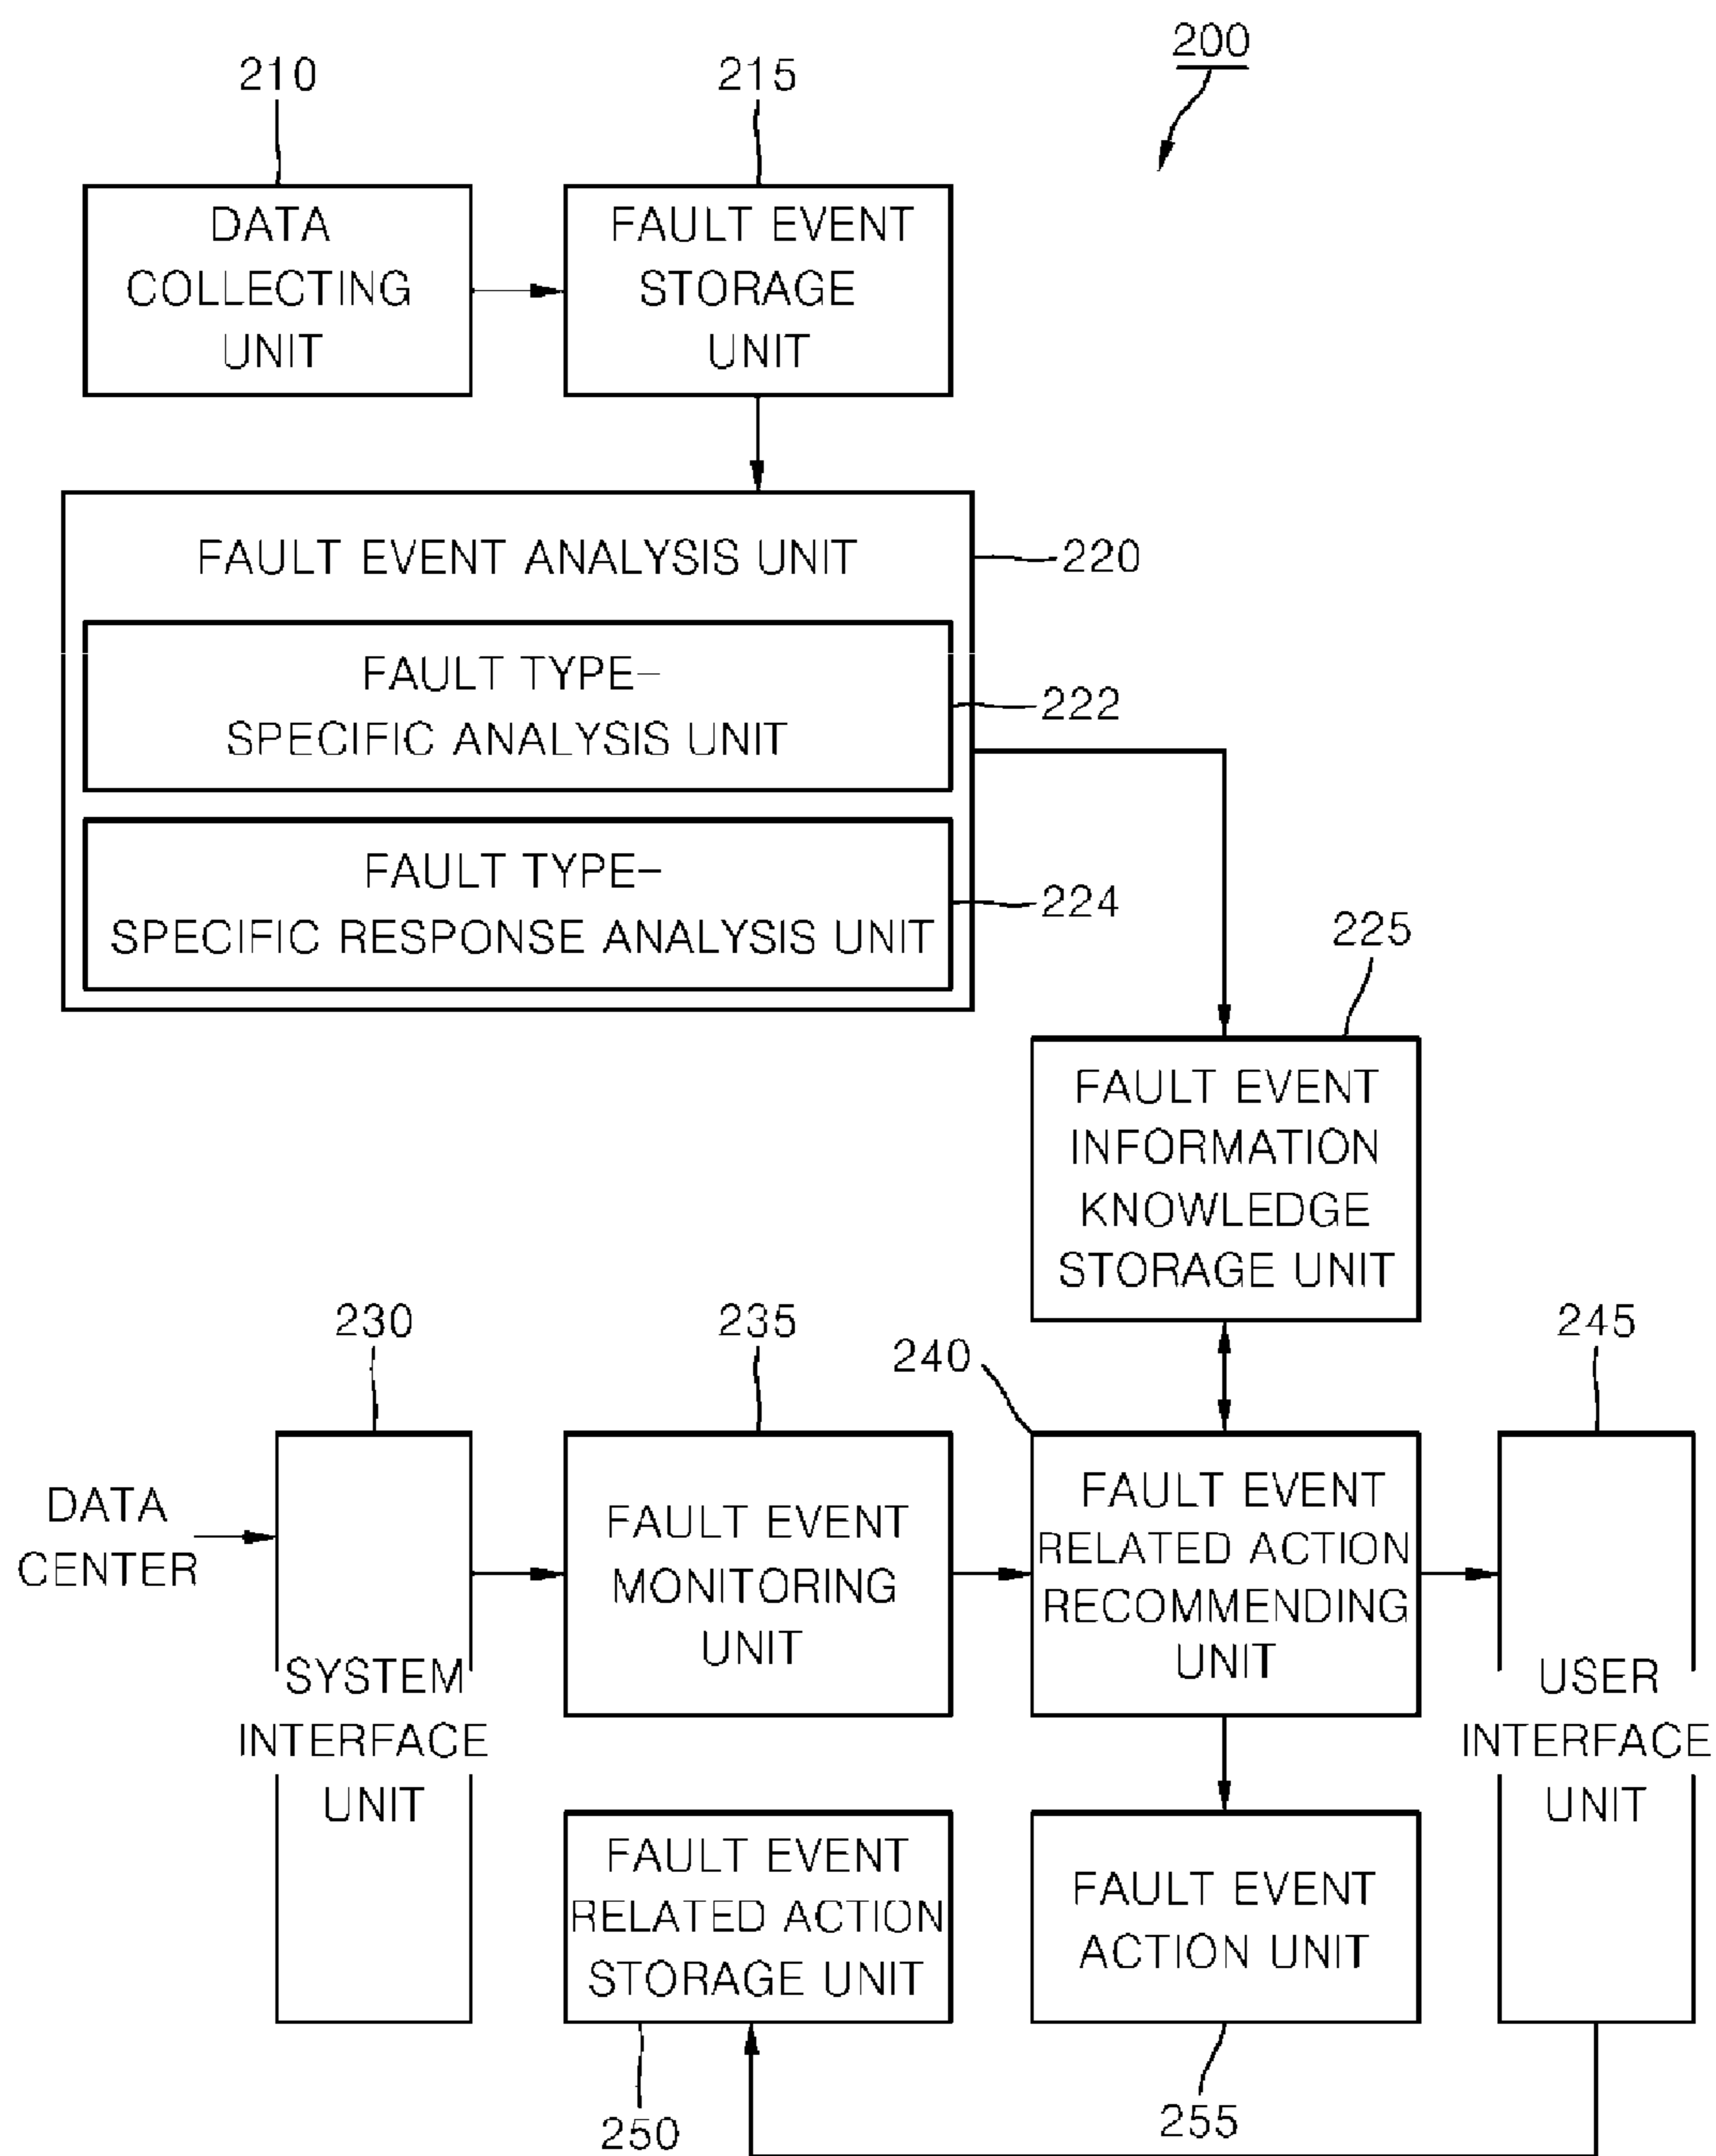 200
210
215
DATA
COLLECTING
UNIT
FAULT EVENT
STORAGE
UNIT
FAULT EVENT ANALYSIS UNIT
220
FAULT TYPE-
SPECIFIC ANALYSIS UNIT
222
FAULT TYPE-
SPECIFIC RESPONSE ANALYSIS UNIT
224
225
FAULT EVENT
INFORMATION
KNOWLEDGE
STORAGE UNIT
230
235
240
245
DATA
CENTER
SYSTEM
INTERFACE
UNIT
FAULT EVENT
MONITORING
UNIT
FAULT EVENT
RELATED ACTION
RECOMMENDING
UNIT
USER
INTERFACE
UNIT
FAULT EVENT
RELATED ACTION
STORAGE UNIT
FAULT EVENT
ACTION UNIT
250
255